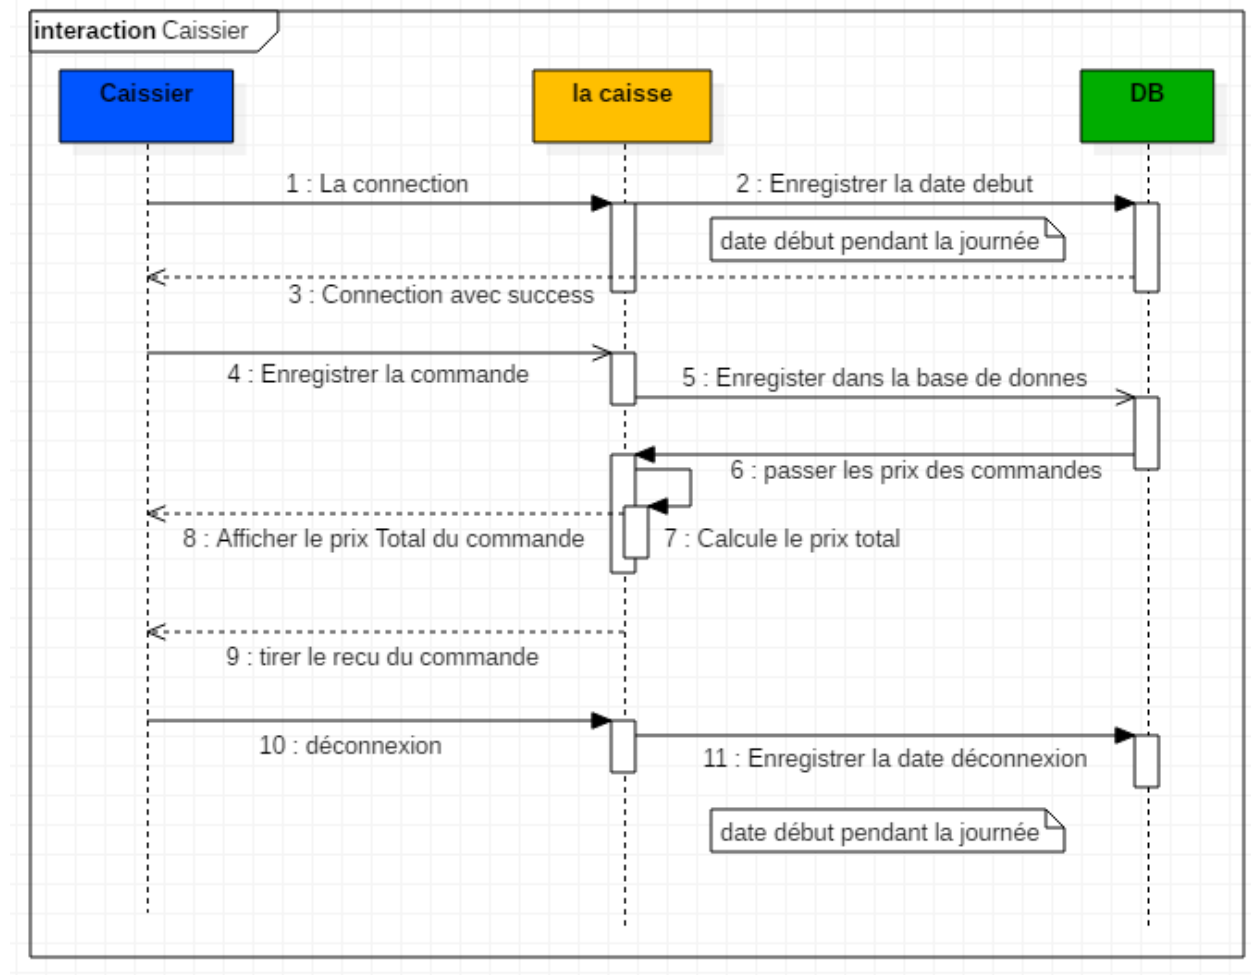 interaction Caissier
Caissier
la caisse
DB
1 : La connection
2 : Enregistrer la date debut
date début pendant la journée
3 : Connection avec success
4 : Enregistrer la commande
5 : Enregister dans la base de donnes
6 : passer les prix des commandes
8 : Afficher le prix Total du commande
7 : Calcule le prix total
9 : tirer le recu du commande
10 : déconnexion
11 : Enregistrer la date déconnexion
date début pendant la journée